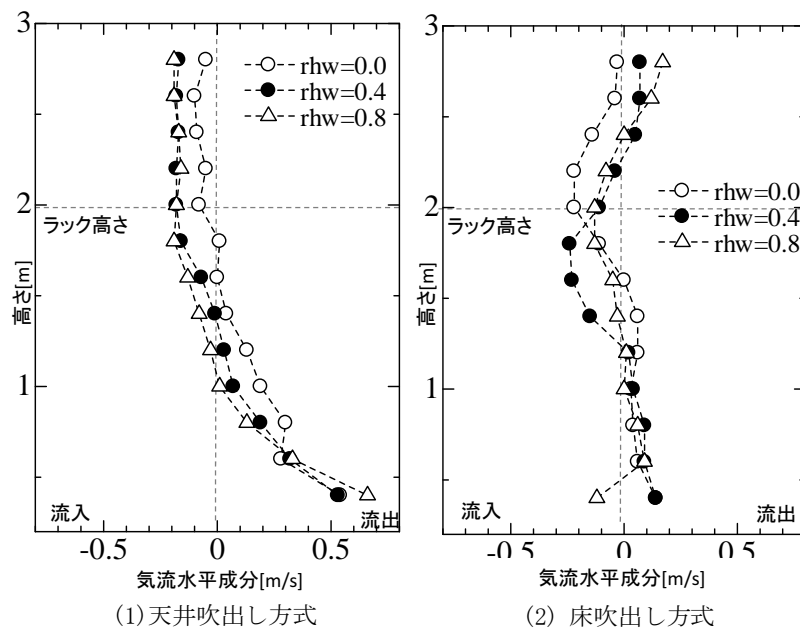 3
rhw=0.0
rhw=0.4
rhw=0.8
2
ラック高さ
高さ[m]
1
流入
流出
-0.5
0
0.5
気流水平成分[m/s]
(1)天井吹出し方式
3
2
rhw=0.0
rhw=0.4
rhw=0.8
ラック高さ
高さ[m]
1
流入
流出
-0 5
0
0 5
気流水平成分[m/s]
(2) 床吹出し方式